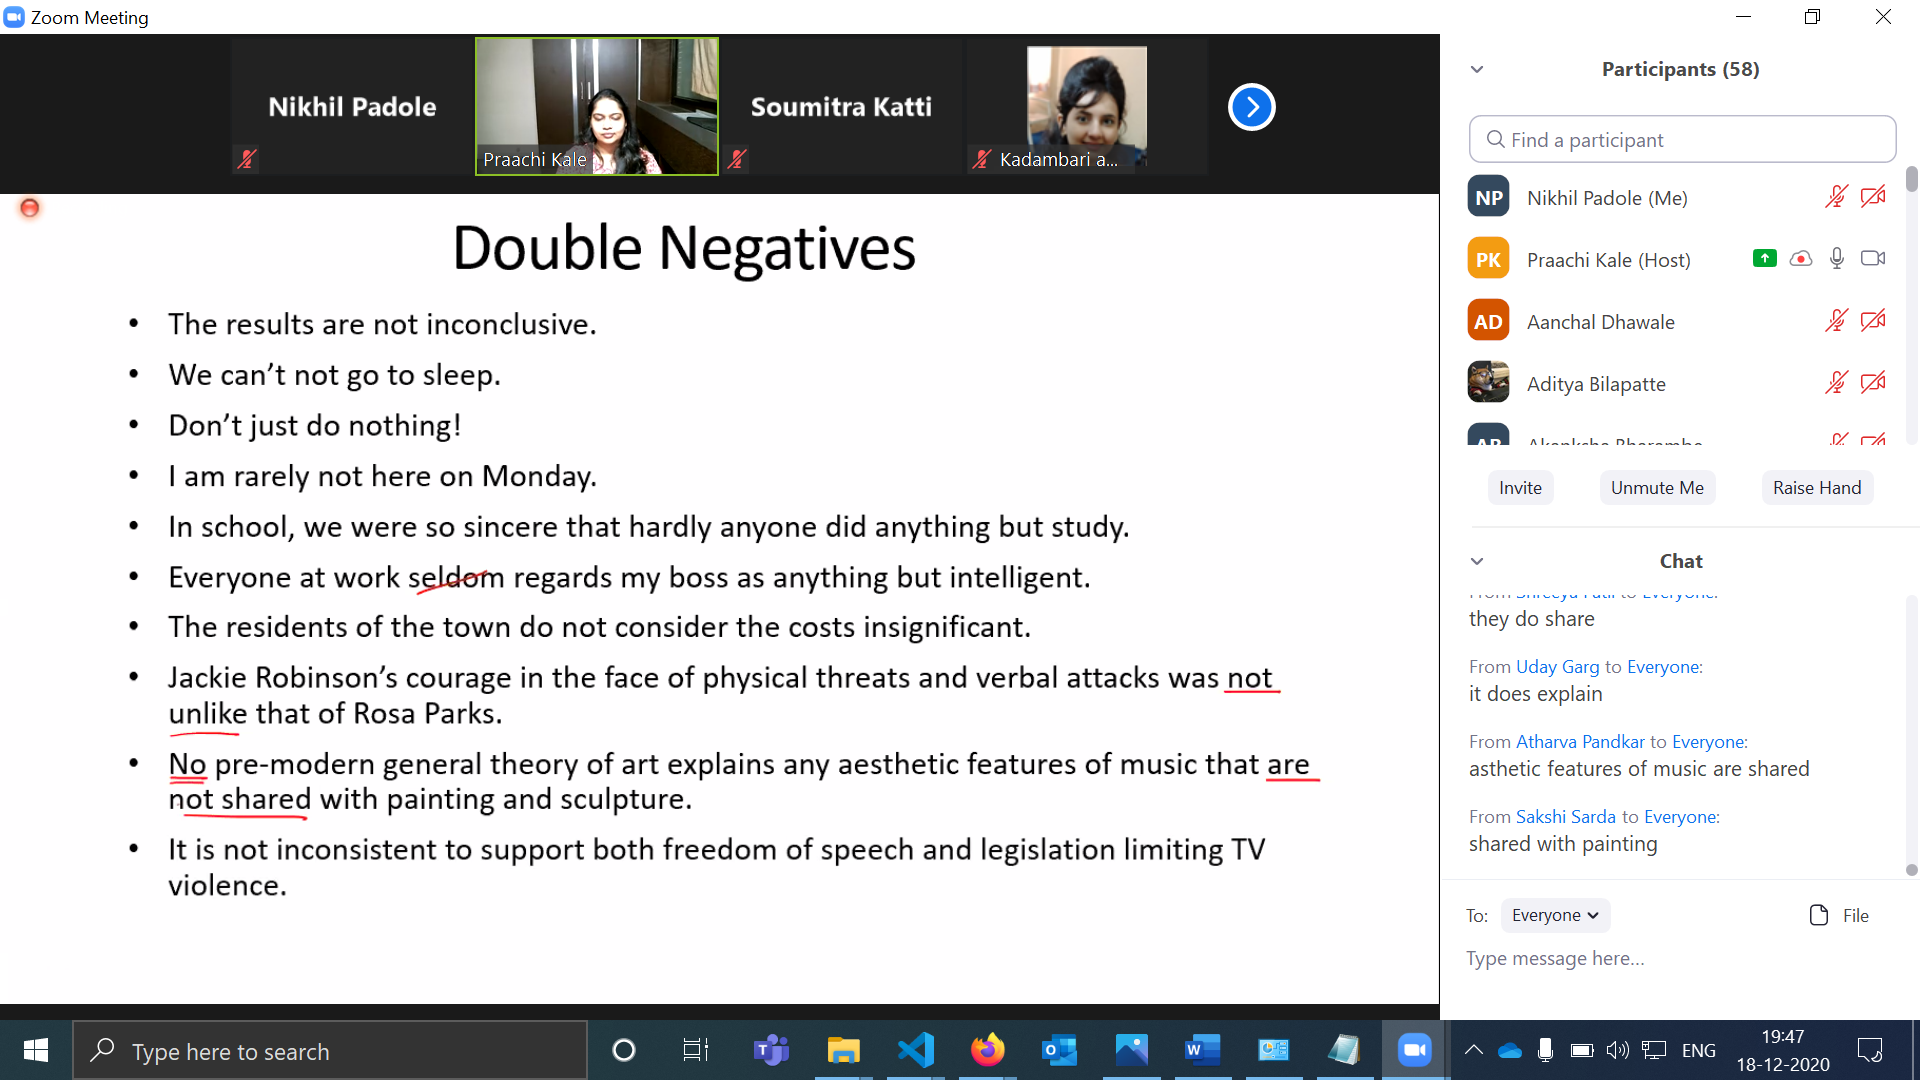 Zoom Meeting
Nikhil Padole
Praachi Kale
Soumitra Katti
Kadambari a...
Double Negatives
• The results are not inconclusive.
• We can’t not go to sleep.
• Don’t just do nothing!
• I am rarely not here on Monday.
• In school, we were so sincere that hardly anyone did anything but study.
• Everyone at work seldom regards my boss as anything but intelligent.
• The residents of the town do not consider the costs insignificant.
• Jackie Robinson’s courage in the face of physical threats and verbal attacks was not
unlike that of Rosa Parks.
• No pre-modern general theory of art explains any aesthetic features of music that are
not shared with painting and sculpture.
• It is not inconsistent to support both freedom of speech and legislation limiting TV
violence.
Participants (58)
Find a participant
NP Nikhil Padole (Me)
PK Praachi Kale (Host)
AD Aanchal Dhawale
Aditya Bilapatte
Invite Unmute Me Raise Hand
Chat
they do share
From Uday Garg to Everyone:
it does explain
From Atharva Pandkar to Everyone:
asthetic features of music are shared
From Sakshi Sarda to Everyone:
shared with painting
To: Everyone File
Type message here...
Type here to search
ENG
19:47
18-12-2020